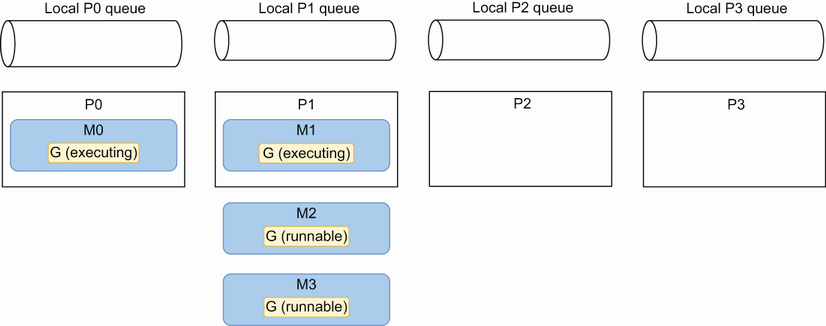 Local P0 queue
Local P1 queue
Local P2 queue
Local P3 queue
P0
P1
P2
P3
M0
G (executing)
M1
G (executing)
M2
G (runnable)
M3
G (runnable)